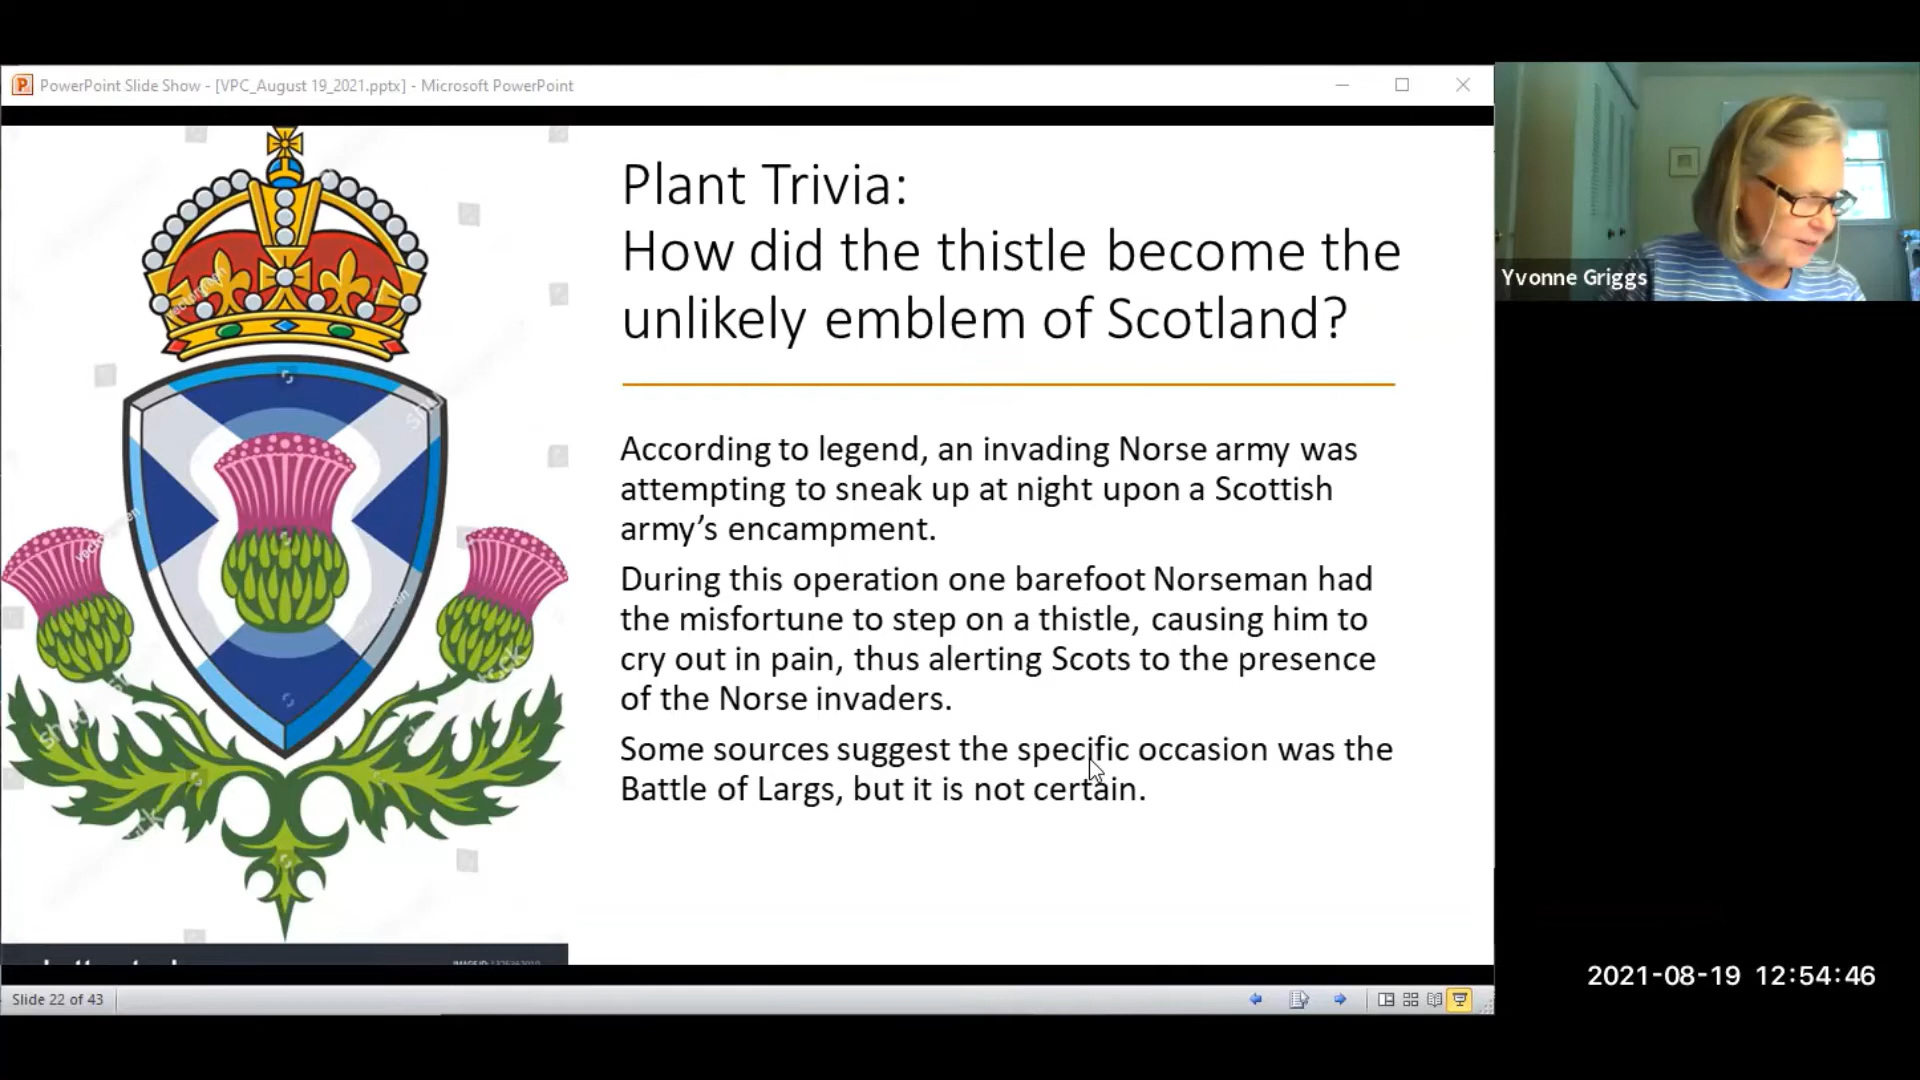 PowerPoint Slide Show - [VPC_August 19_2021.pptx] - Microsoft PowerPoint
Plant Trivia:
How did the thistle become the
unlikely emblem of Scotland?
Yvonne Griggs
According to legend, an invading Norse army was
attempting to sneak up at night upon a Scottish
army’s encampment.
During this operation one barefoot Norseman had
the misfortune to step on a thistle, causing him to
cry out in pain, thus alerting Scots to the presence
of the Norse invaders.
Some sources suggest the specific occasion was the
Battle of Largs, but it is not certain.
2021-08-19 12:54:46
Slide 22 of 43